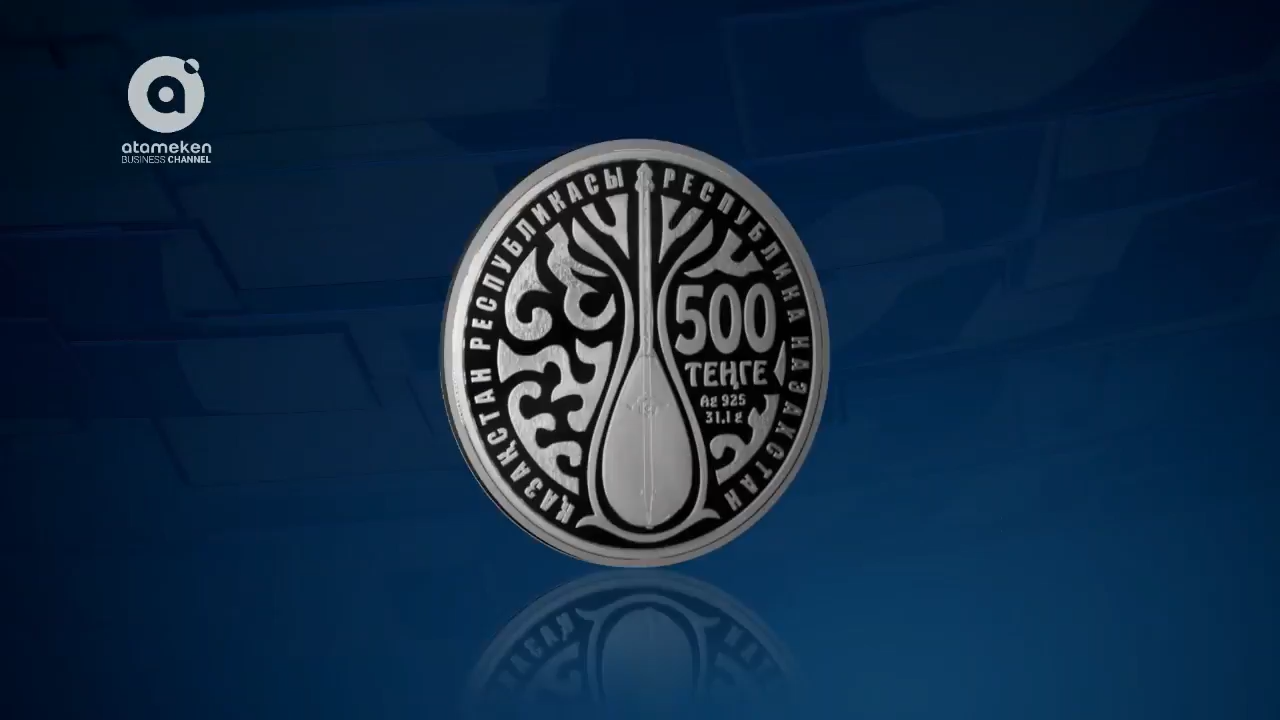 atameken
BUSINESS CHANNEL
ҚАЗАҚСТАН РЕСПУБЛИКАСЫ
РЕСПУБЛИКА КАЗАХСТАН
500
ТЕҢГЕ
Ag 925
31,1 g